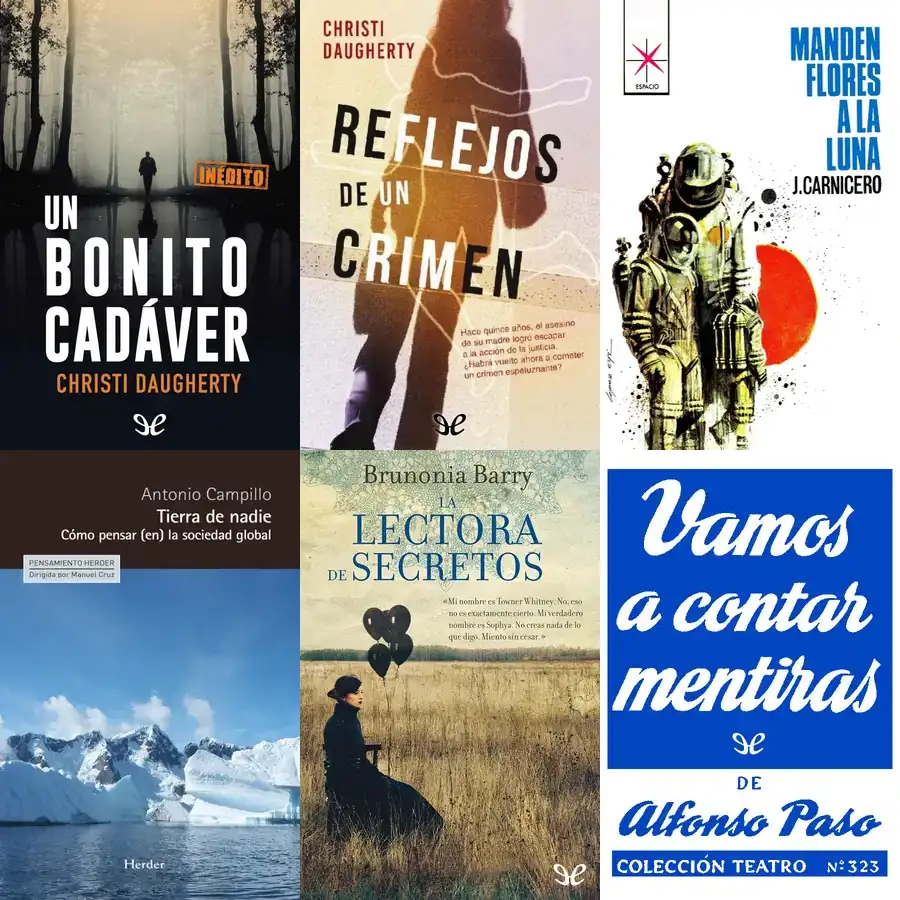 INÉDITO
UN
BONITO
CADÁVER
CHRISTI DAUGHERTY
CHRISTI
DAUGHERTY
REFLEJOS
DE UN
CRIMEN
Hace quince años, el asesino
de su madre logró escapar
a la acción de la justicia.
¿Habrá vuelto ahora a cometer
un crimen espeluznante?
ESPACIO
MANDEN
FLORES
A LA
LUNA
J. CARNICERO
Antonio Campillo
Tierra de nadie
Cómo pensar (en) la sociedad global
PENSAMIENTO HERDER
Dirigida por Manuel Cruz
Herder
Brunonia Barry
LA
LECTORA
DE SECRETOS
«Mi nombre es Towner Whitney. No, eso
no es exactamente cierto. Mi verdadero
nombre es Sophya. No creas nada de lo
que digo. Miento sin cesar.»
Vamos
a contar
mentiras
DE
Alfonso Paso
COLECCIÓN TEATRO Nº 323